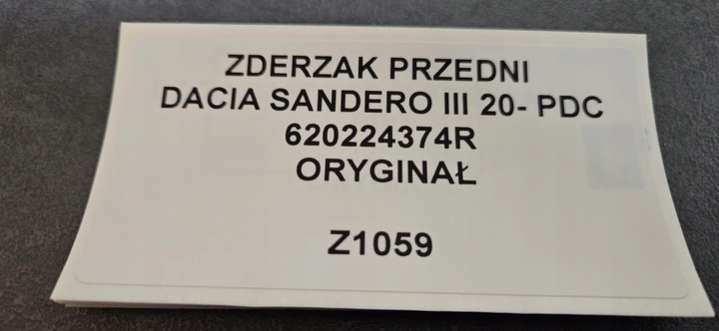 ZDERZAK PRZEDNI
DACIA SANDERO III 20- PDC
620224374R
ORYGINAŁ
Z1059